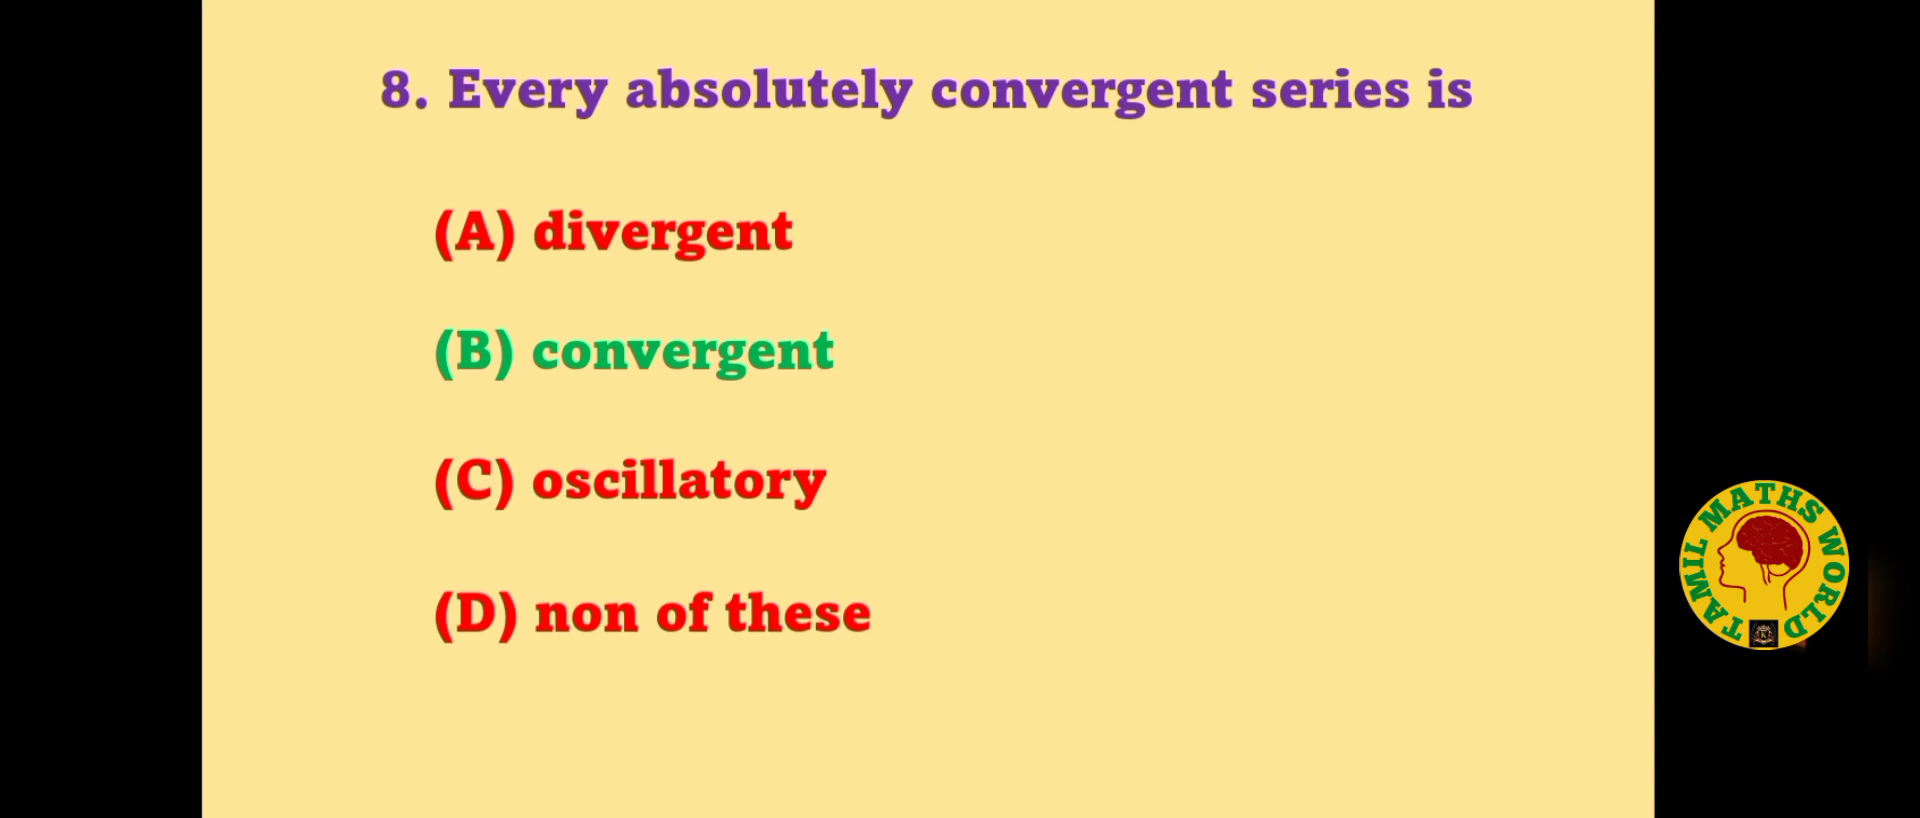 8. Every absolutely convergent series is
(A) divergent
(B) convergent
(C) oscillatory
(D) non of these
TAMIL MATHS WORLD
K